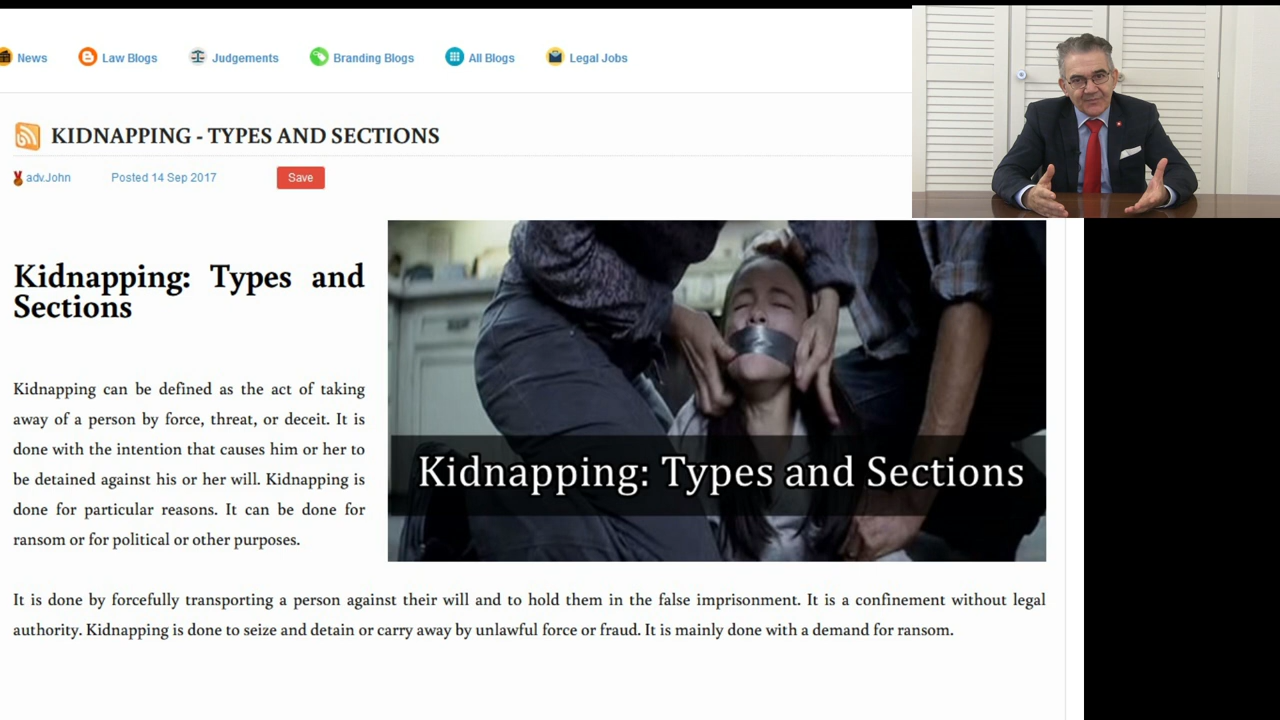 News Law Blogs Judgements Branding Blogs All Blogs Legal Jobs
KIDNAPPING - TYPES AND SECTIONS
adv.John Posted 14 Sep 2017 Save
Kidnapping: Types and
Sections
Kidnapping can be defined as the act of taking
away of a person by force, threat, or deceit. It is
done with the intention that causes him or her to
be detained against his or her will. Kidnapping is
done for particular reasons. It can be done for
ransom or for political or other purposes.
Kidnapping: Types and Sections
It is done by forcefully transporting a person against their will and to hold them in the false imprisonment. It is a confinement without legal
authority. Kidnapping is done to seize and detain or carry away by unlawful force or fraud. It is mainly done with a demand for ransom.